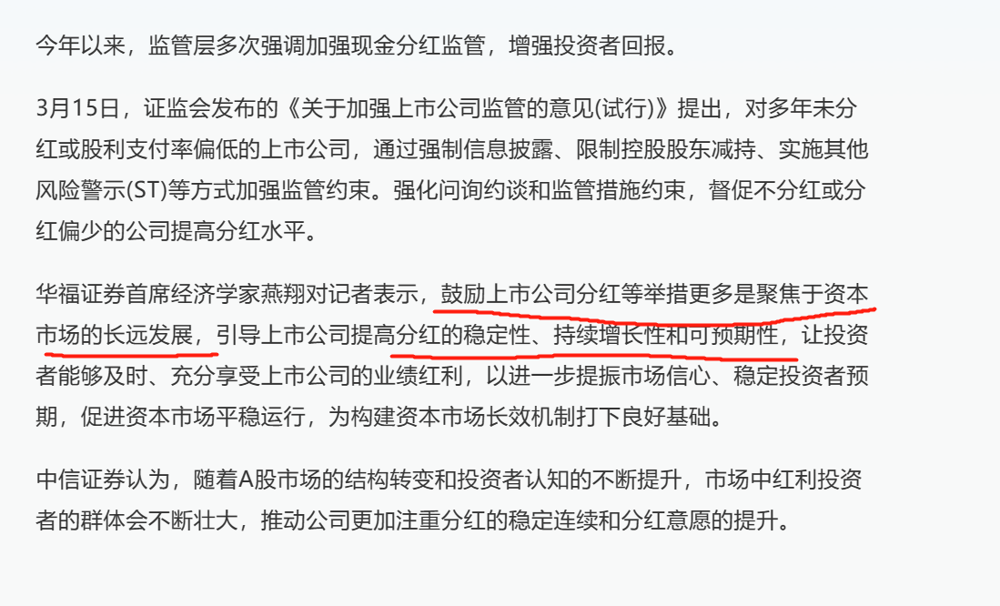 今年以来，监管层多次强调加强现金分红监管，增强投资者回报。
3月15日，证监会发布的《关于加强上市公司监管的意见(试行)》提出，对多年未分
红或股利支付率偏低的上市公司，通过强制信息披露、限制控股股东减持、实施其他
风险警示(ST)等方式加强监管约束。强化问询约谈和监管措施约束，督促不分红或分
红偏少的公司提高分红水平。
华福证券首席经济学家燕翔对记者表示，鼓励上市公司分红等举措更多是聚焦于资本
市场的长远发展，引导上市公司提高分红的稳定性、持续增长性和可预期性，让投资
者能够及时、充分享受上市公司的业绩红利，以进一步提振市场信心、稳定投资者预
期，促进资本市场平稳运行，为构建资本市场长效机制打下良好基础。
中信证券认为，随着A股市场的结构转变和投资者认知的不断提升，市场中红利投资
者的群体会不断壮大，推动公司更加注重分红的稳定连续和分红意愿的提升。